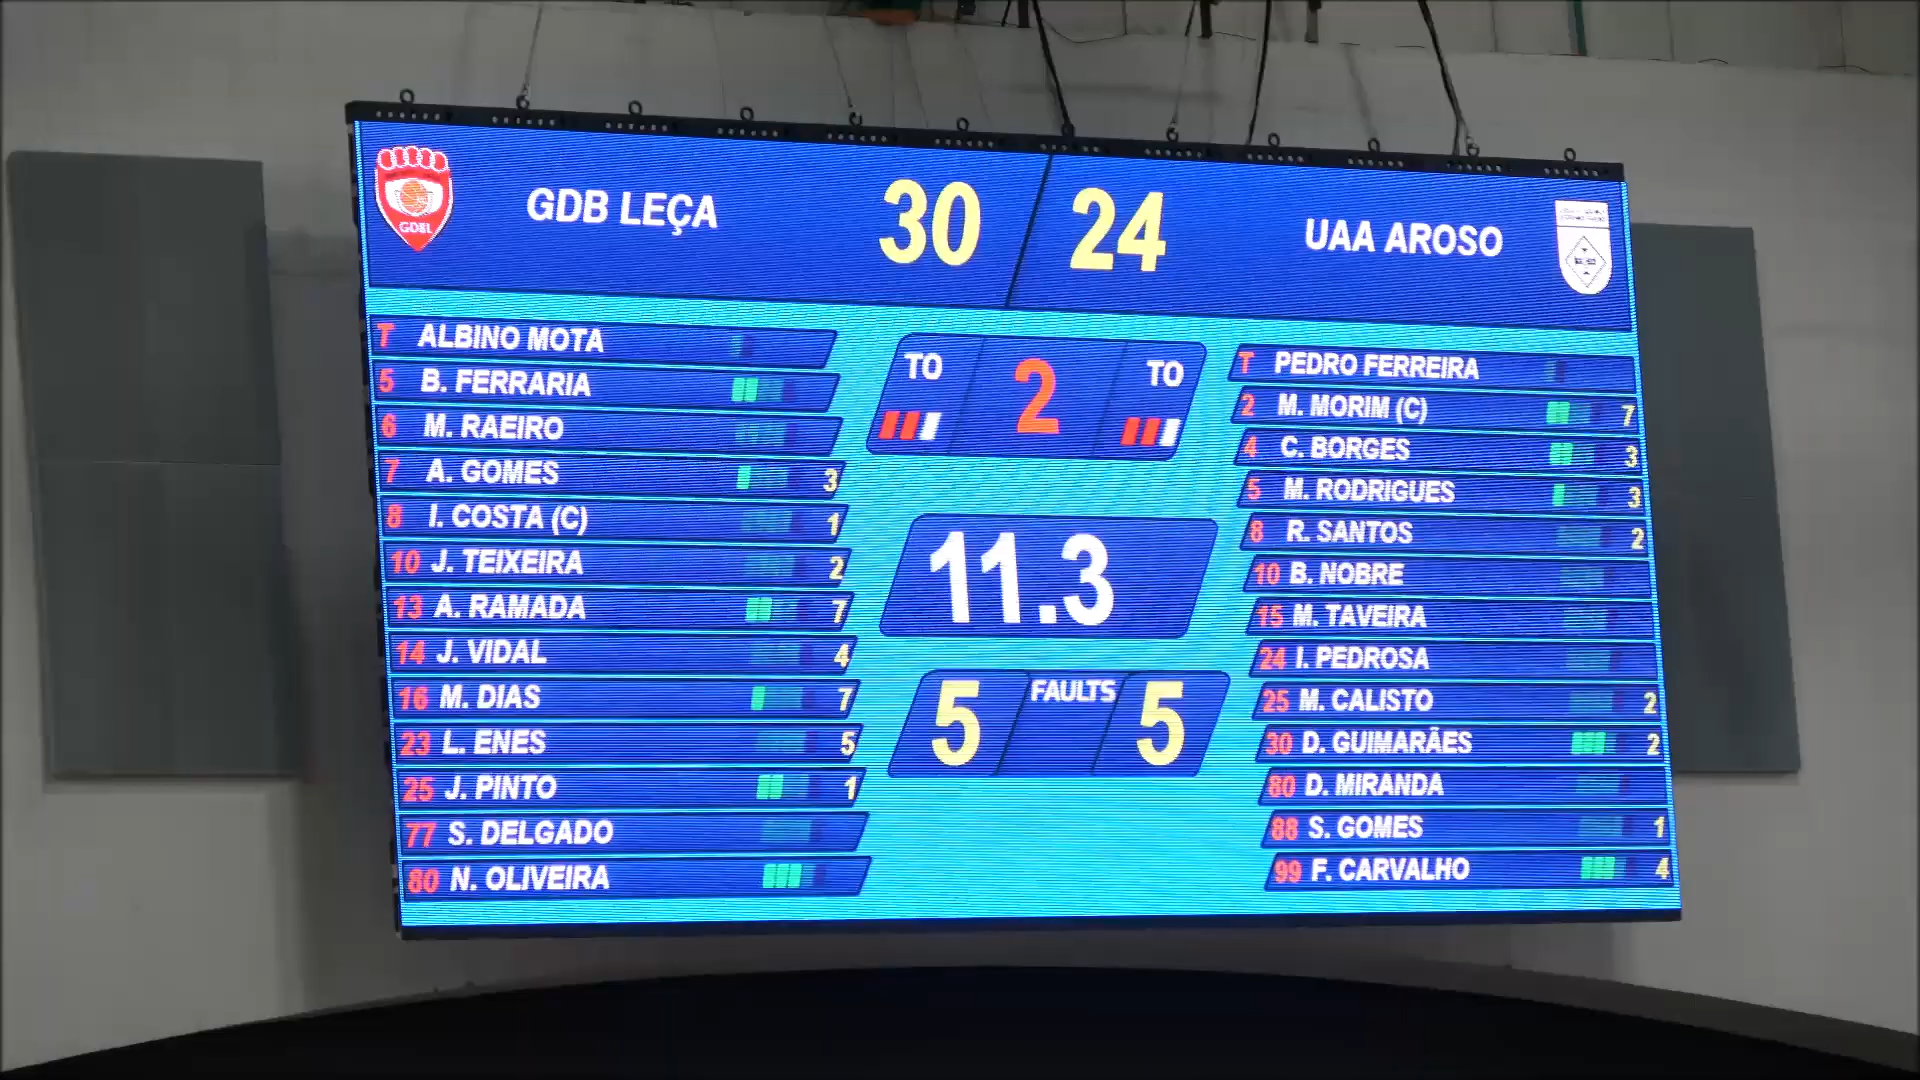 GDBL
GDB LEÇA
30
24
UAA AROSO
T ALBINO MOTA
5 B. FERRARIA
6 M. RAEIRO
7 A. GOMES 3
8 I. COSTA (C) 1
10 J. TEIXEIRA 2
13 A. RAMADA 7
14 J. VIDAL 4
16 M. DIAS 7
23 L. ENES 5
25 J. PINTO 1
77 S. DELGADO
80 N. OLIVEIRA
TO 2 TO
11.3
5 FAULTS 5
T PEDRO FERREIRA
2 M. MORIM (C) 7
4 C. BORGES 3
5 M. RODRIGUES 3
8 R. SANTOS 2
10 B. NOBRE
15 M. TAVEIRA
24 I. PEDROSA
25 M. CALISTO 2
30 D. GUIMARÃES 2
80 D. MIRANDA
88 S. GOMES 1
99 F. CARVALHO 4